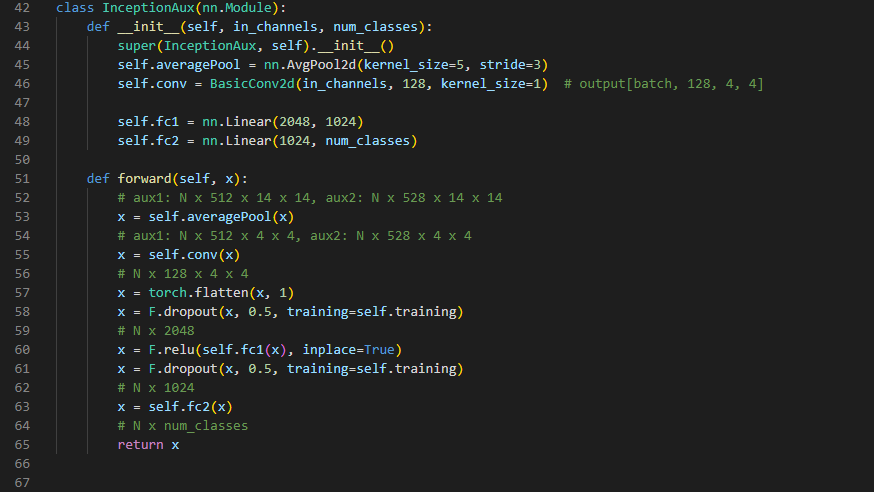 42 class InceptionAux(nn.Module):
43     def __init__(self, in_channels, num_classes):
44         super(InceptionAux, self).__init__()
45         self.averagePool = nn.AvgPool2d(kernel_size=5, stride=3)
46         self.conv = BasicConv2d(in_channels, 128, kernel_size=1)  # output[batch, 128, 4, 4]
47
48         self.fc1 = nn.Linear(2048, 1024)
49         self.fc2 = nn.Linear(1024, num_classes)
50
51     def forward(self, x):
52         # aux1: N x 512 x 14 x 14, aux2: N x 528 x 14 x 14
53         x = self.averagePool(x)
54         # aux1: N x 512 x 4 x 4, aux2: N x 528 x 4 x 4
55         x = self.conv(x)
56         # N x 128 x 4 x 4
57         x = torch.flatten(x, 1)
58         x = F.dropout(x, 0.5, training=self.training)
59         # N x 2048
60         x = F.relu(self.fc1(x), inplace=True)
61         x = F.dropout(x, 0.5, training=self.training)
62         # N x 1024
63         x = self.fc2(x)
64         # N x num_classes
65         return x
66
67